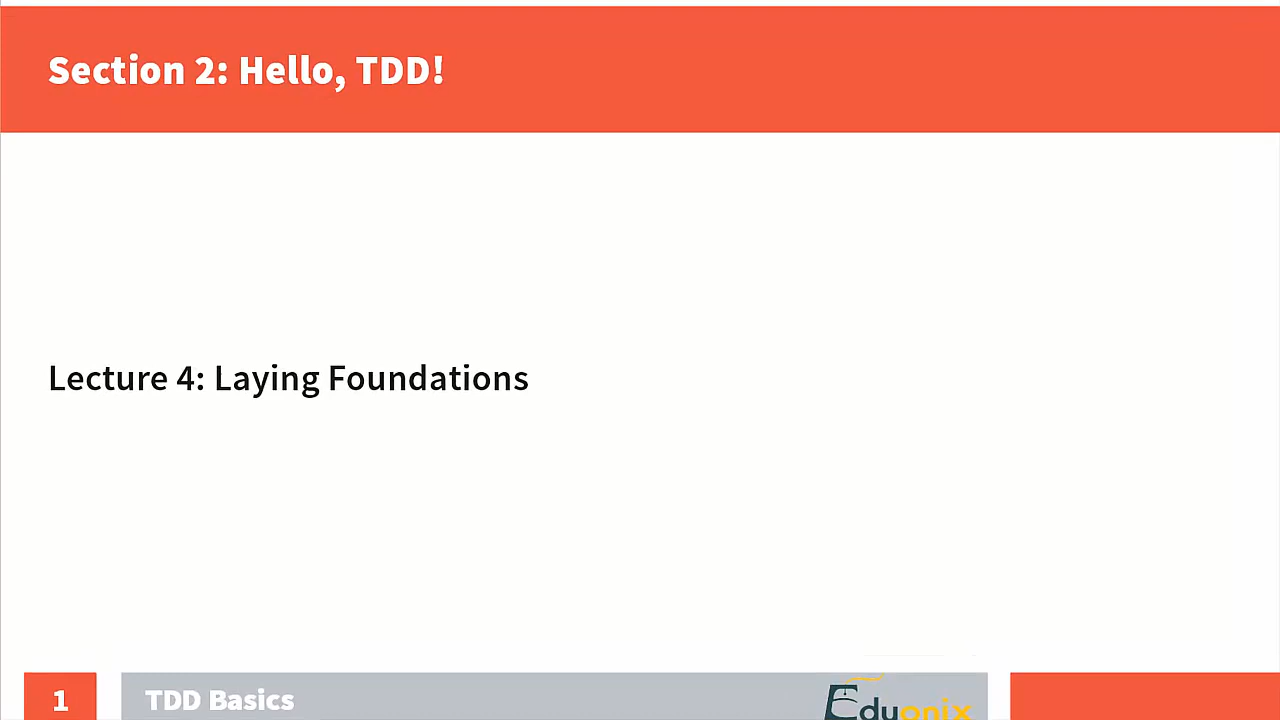 Section 2: Hello, TDD!
Lecture 4: Laying Foundations
1
TDD Basics
Eduonix